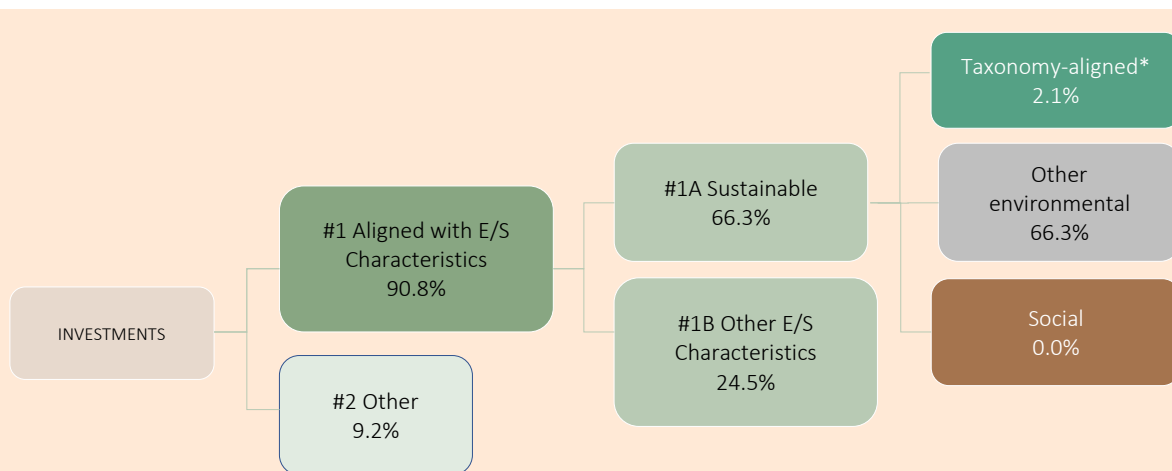 INVESTMENTS
#1 Aligned with E/S
Characteristics
90.8%
#2 Other
9.2%
#1A Sustainable
66.3%
#1B Other E/S
Characteristics
24.5%
Taxonomy-aligned*
2.1%
Other
environmental
66.3%
Social
0.0%